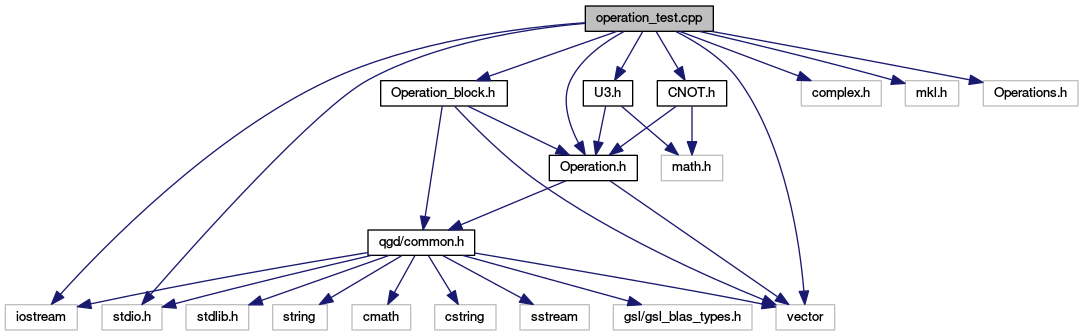 operation_test.cpp
Operation_block.h
U3.h
CNOT.h
complex.h
mkl.h
Operations.h
Operation.h
math.h
qgd/common.h
iostream
stdio.h
stdlib.h
string
cmath
cstring
sstream
gsl/gsl_blas_types.h
vector